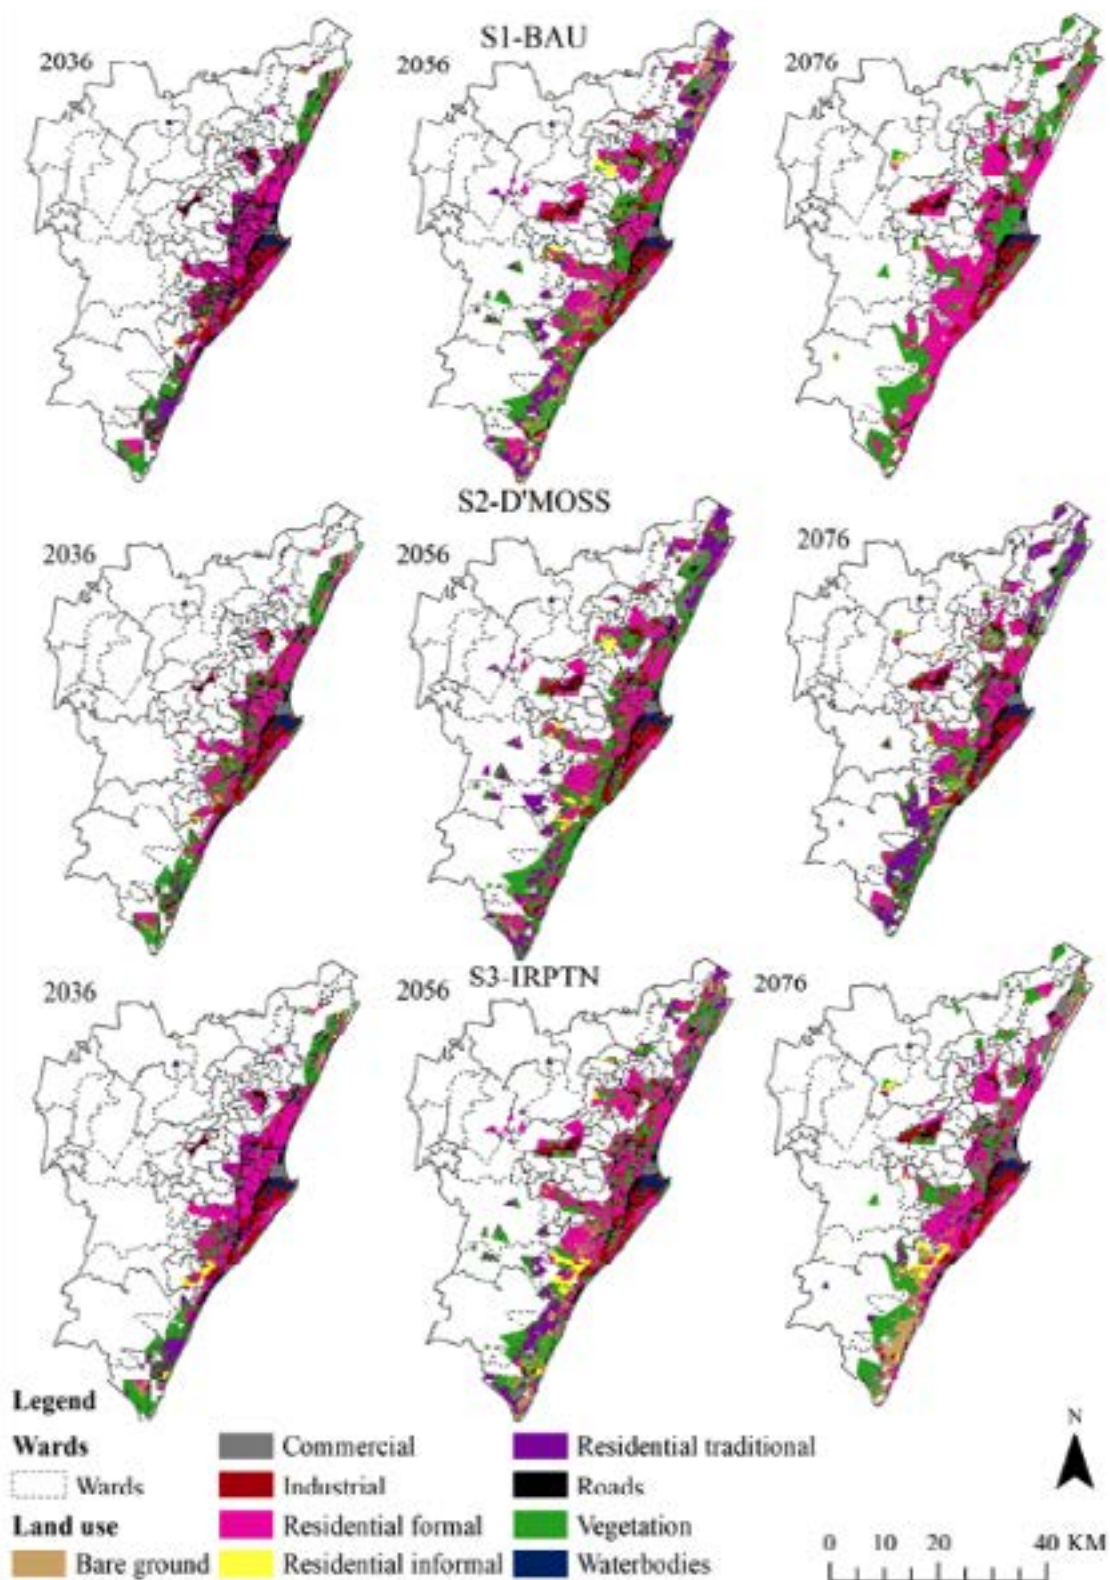 S1-BAU
2036 2056 2076
S2-D'MOSS
2036 2056 2076
S3-IRPTN
2036 2056 2076
Legend
Wards
Wards
Land use
Bare ground
Commercial
Industrial
Residential formal
Residential informal
Residential traditional
Roads
Vegetation
Waterbodies
N
0 10 20 40 KM